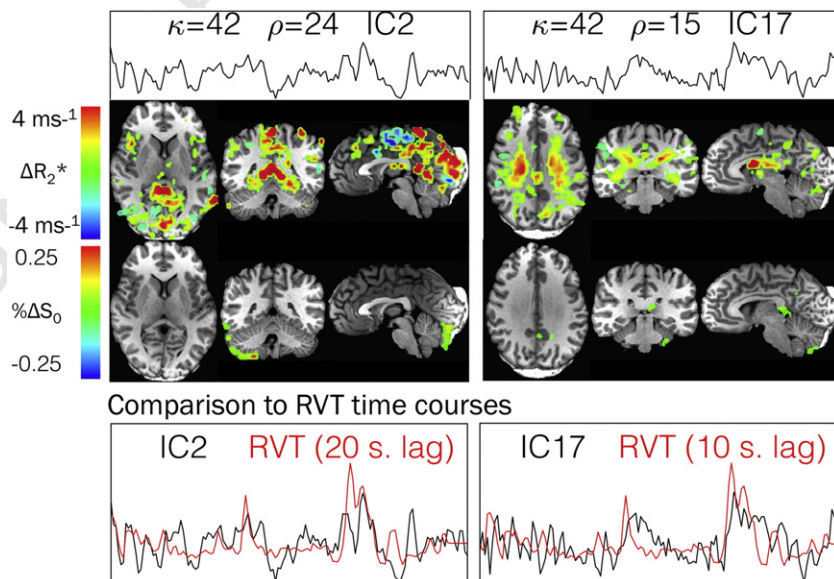 κ=42 ρ=24 IC2
κ=42 ρ=15 IC17
4 ms-1
ΔR2*
-4 ms-1
0.25
%ΔS0
-0.25
Comparison to RVT time courses
IC2 RVT (20 s. lag)
IC17 RVT (10 s. lag)